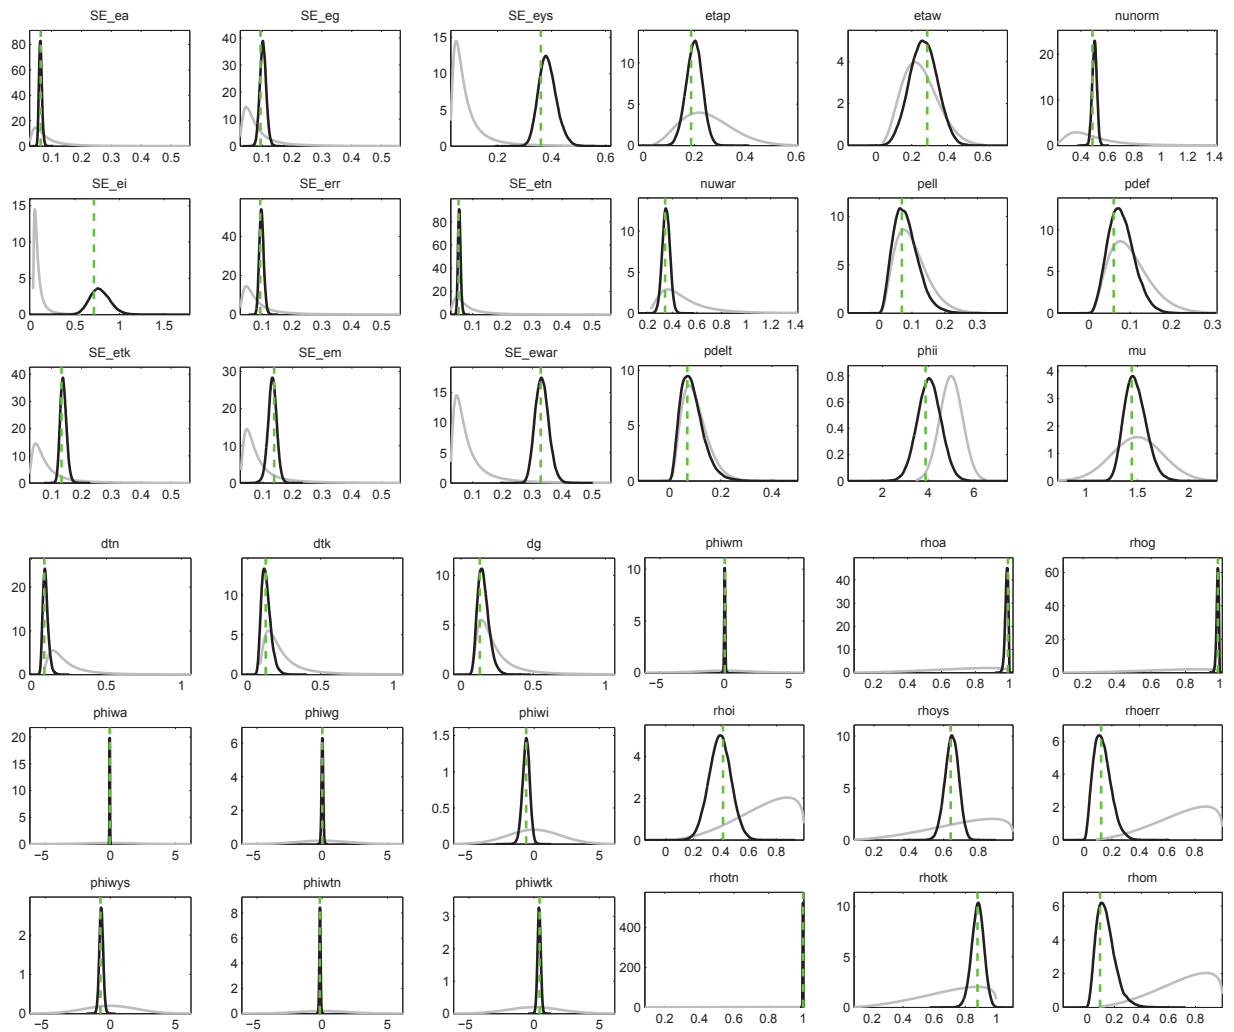 SE_ea
80
60
40
20
0
0.1 0.2 0.3 0.4 0.5
SE_eg
40
30
20
10
0
0.1 0.2 0.3 0.4 0.5
SE_eys
15
10
5
0
0.2 0.4 0.6
etap
10
5
0
0 0.2 0.4 0.6
etaw
4
2
0
0 0.2 0.4 0.6
nunorm
20
10
0
0.4 0.6 0.8 1 1.2 1.4
SE_ei
15
10
5
0
0 0.5 1 1.5
SE_err
40
20
0
0.1 0.2 0.3 0.4 0.5
SE_etn
80
60
40
20
0
0.1 0.2 0.3 0.4 0.5
nuwar
10
5
0
0.2 0.4 0.6 0.8 1 1.2 1.4
pell
10
5
0
0 0.1 0.2 0.3
pdef
10
5
0
0 0.1 0.2 0.3
SE_etk
40
30
20
10
0
0.1 0.2 0.3 0.4 0.5
SE_em
30
20
10
0
0.1 0.2 0.3 0.4 0.5
SE_ewar
15
10
5
0
0.1 0.2 0.3 0.4 0.5
pdelt
10
5
0
0 0.2 0.4
phii
0.8
0.6
0.4
0.2
0
2 4 6
mu
4
3
2
1
0
1 1.5 2
dtn
20
10
0
0 0.5 1
dtk
10
5
0
0 0.5 1
dg
10
5
0
0 0.5 1
phiwm
10
5
0
−5 0 5
rhoa
40
30
20
10
0
0.2 0.4 0.6 0.8 1
rhog
60
40
20
0
0.2 0.4 0.6 0.8 1
phiwa
20
15
10
5
0
−5 0 5
phiwg
6
4
2
0
−5 0 5
phiwi
1.5
1
0.5
0
−5 0 5
rhoi
4
2
0
0 0.2 0.4 0.6 0.8
rhoys
10
5
0
0.2 0.4 0.6 0.8 1
rhoerr
6
4
2
0
0 0.2 0.4 0.6 0.8
phiwys
2
1
0
−5 0 5
phiwtn
8
6
4
2
0
−5 0 5
phiwtk
3
2
1
0
−5 0 5
rhotn
400
200
0
0.2 0.4 0.6 0.8 1
rhotk
10
5
0
0.2 0.4 0.6 0.8 1
rhom
6
4
2
0
0 0.2 0.4 0.6 0.8